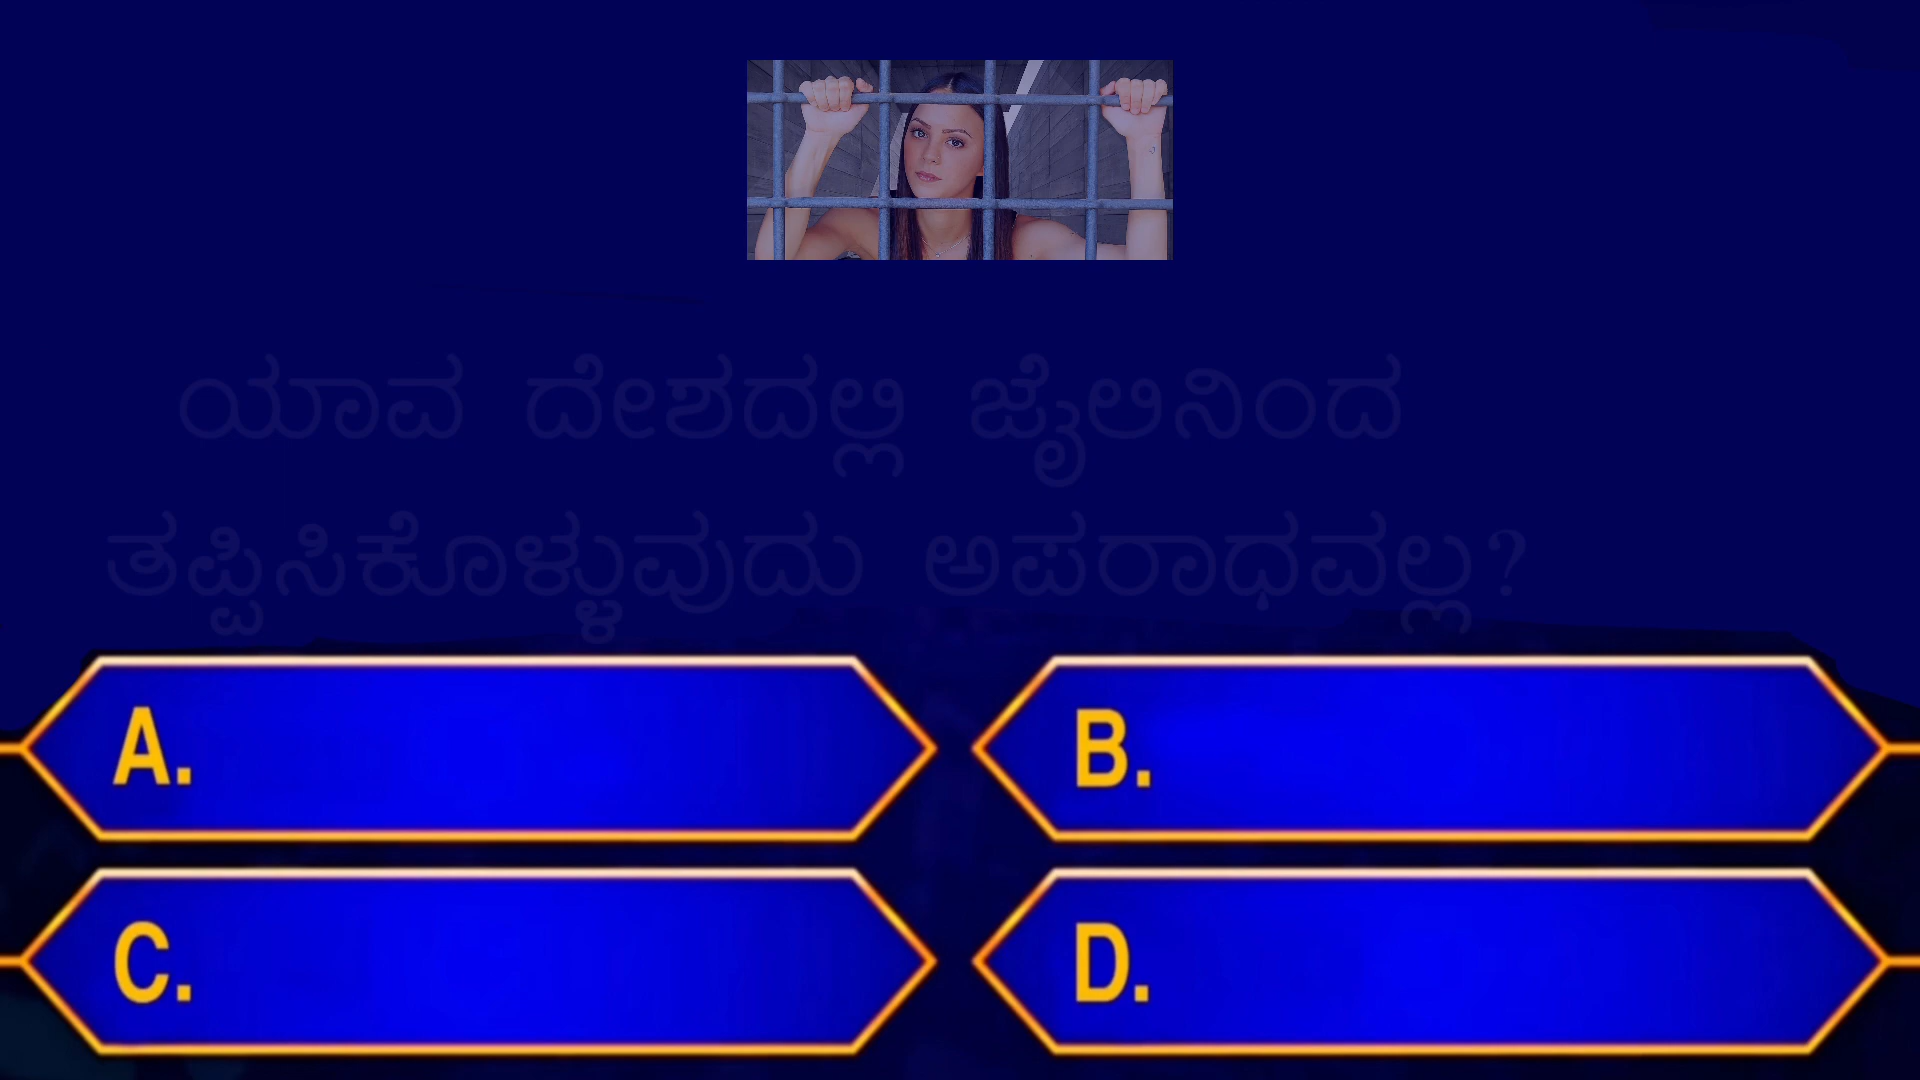 ಯಾವ ದೇಶದಲ್ಲಿ ಜೈಲಿನಿಂದ
ತಪ್ಪಿಸಿಕೊಳ್ಳುವುದು ಅಪರಾಧವಲ್ಲ?
A. B.
C. D.